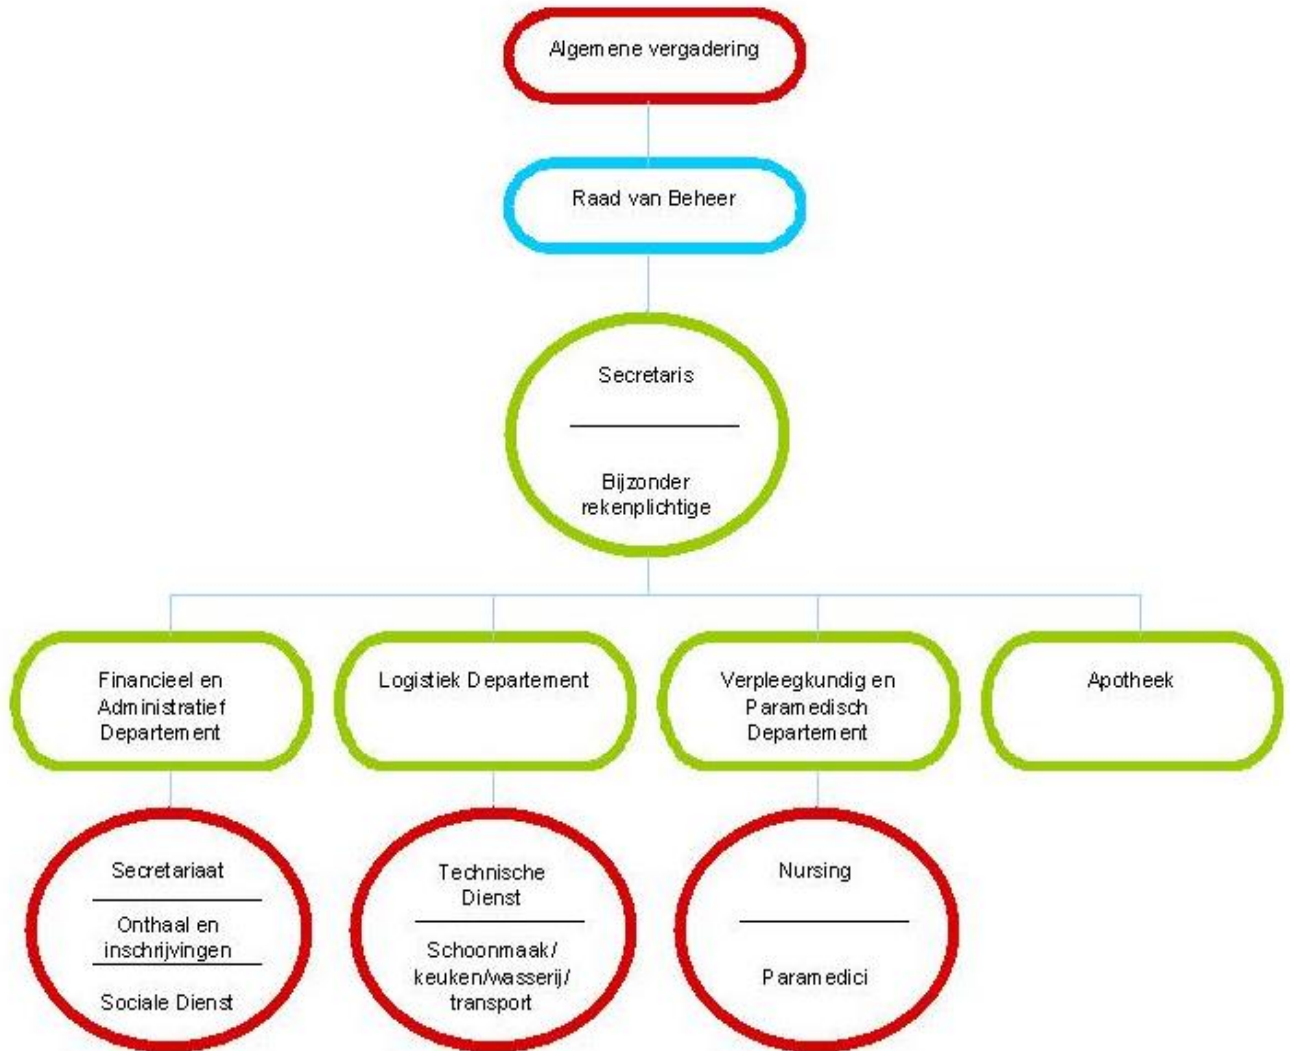 Algemene vergadering
Raad van Beheer
Secretaris
Bijzonder
rekenplichtige
Financieel en
Administratief
Departement
Logistiek Departement
Verpleegkundig en
Paramedisch
Departement
Apotheek
Secretariaat
Onthaal en
inschrijvingen
Sociale Dienst
Technische
Dienst
Schoonmaak/
keuken/wasserij/
transport
Nursing
Paramedici